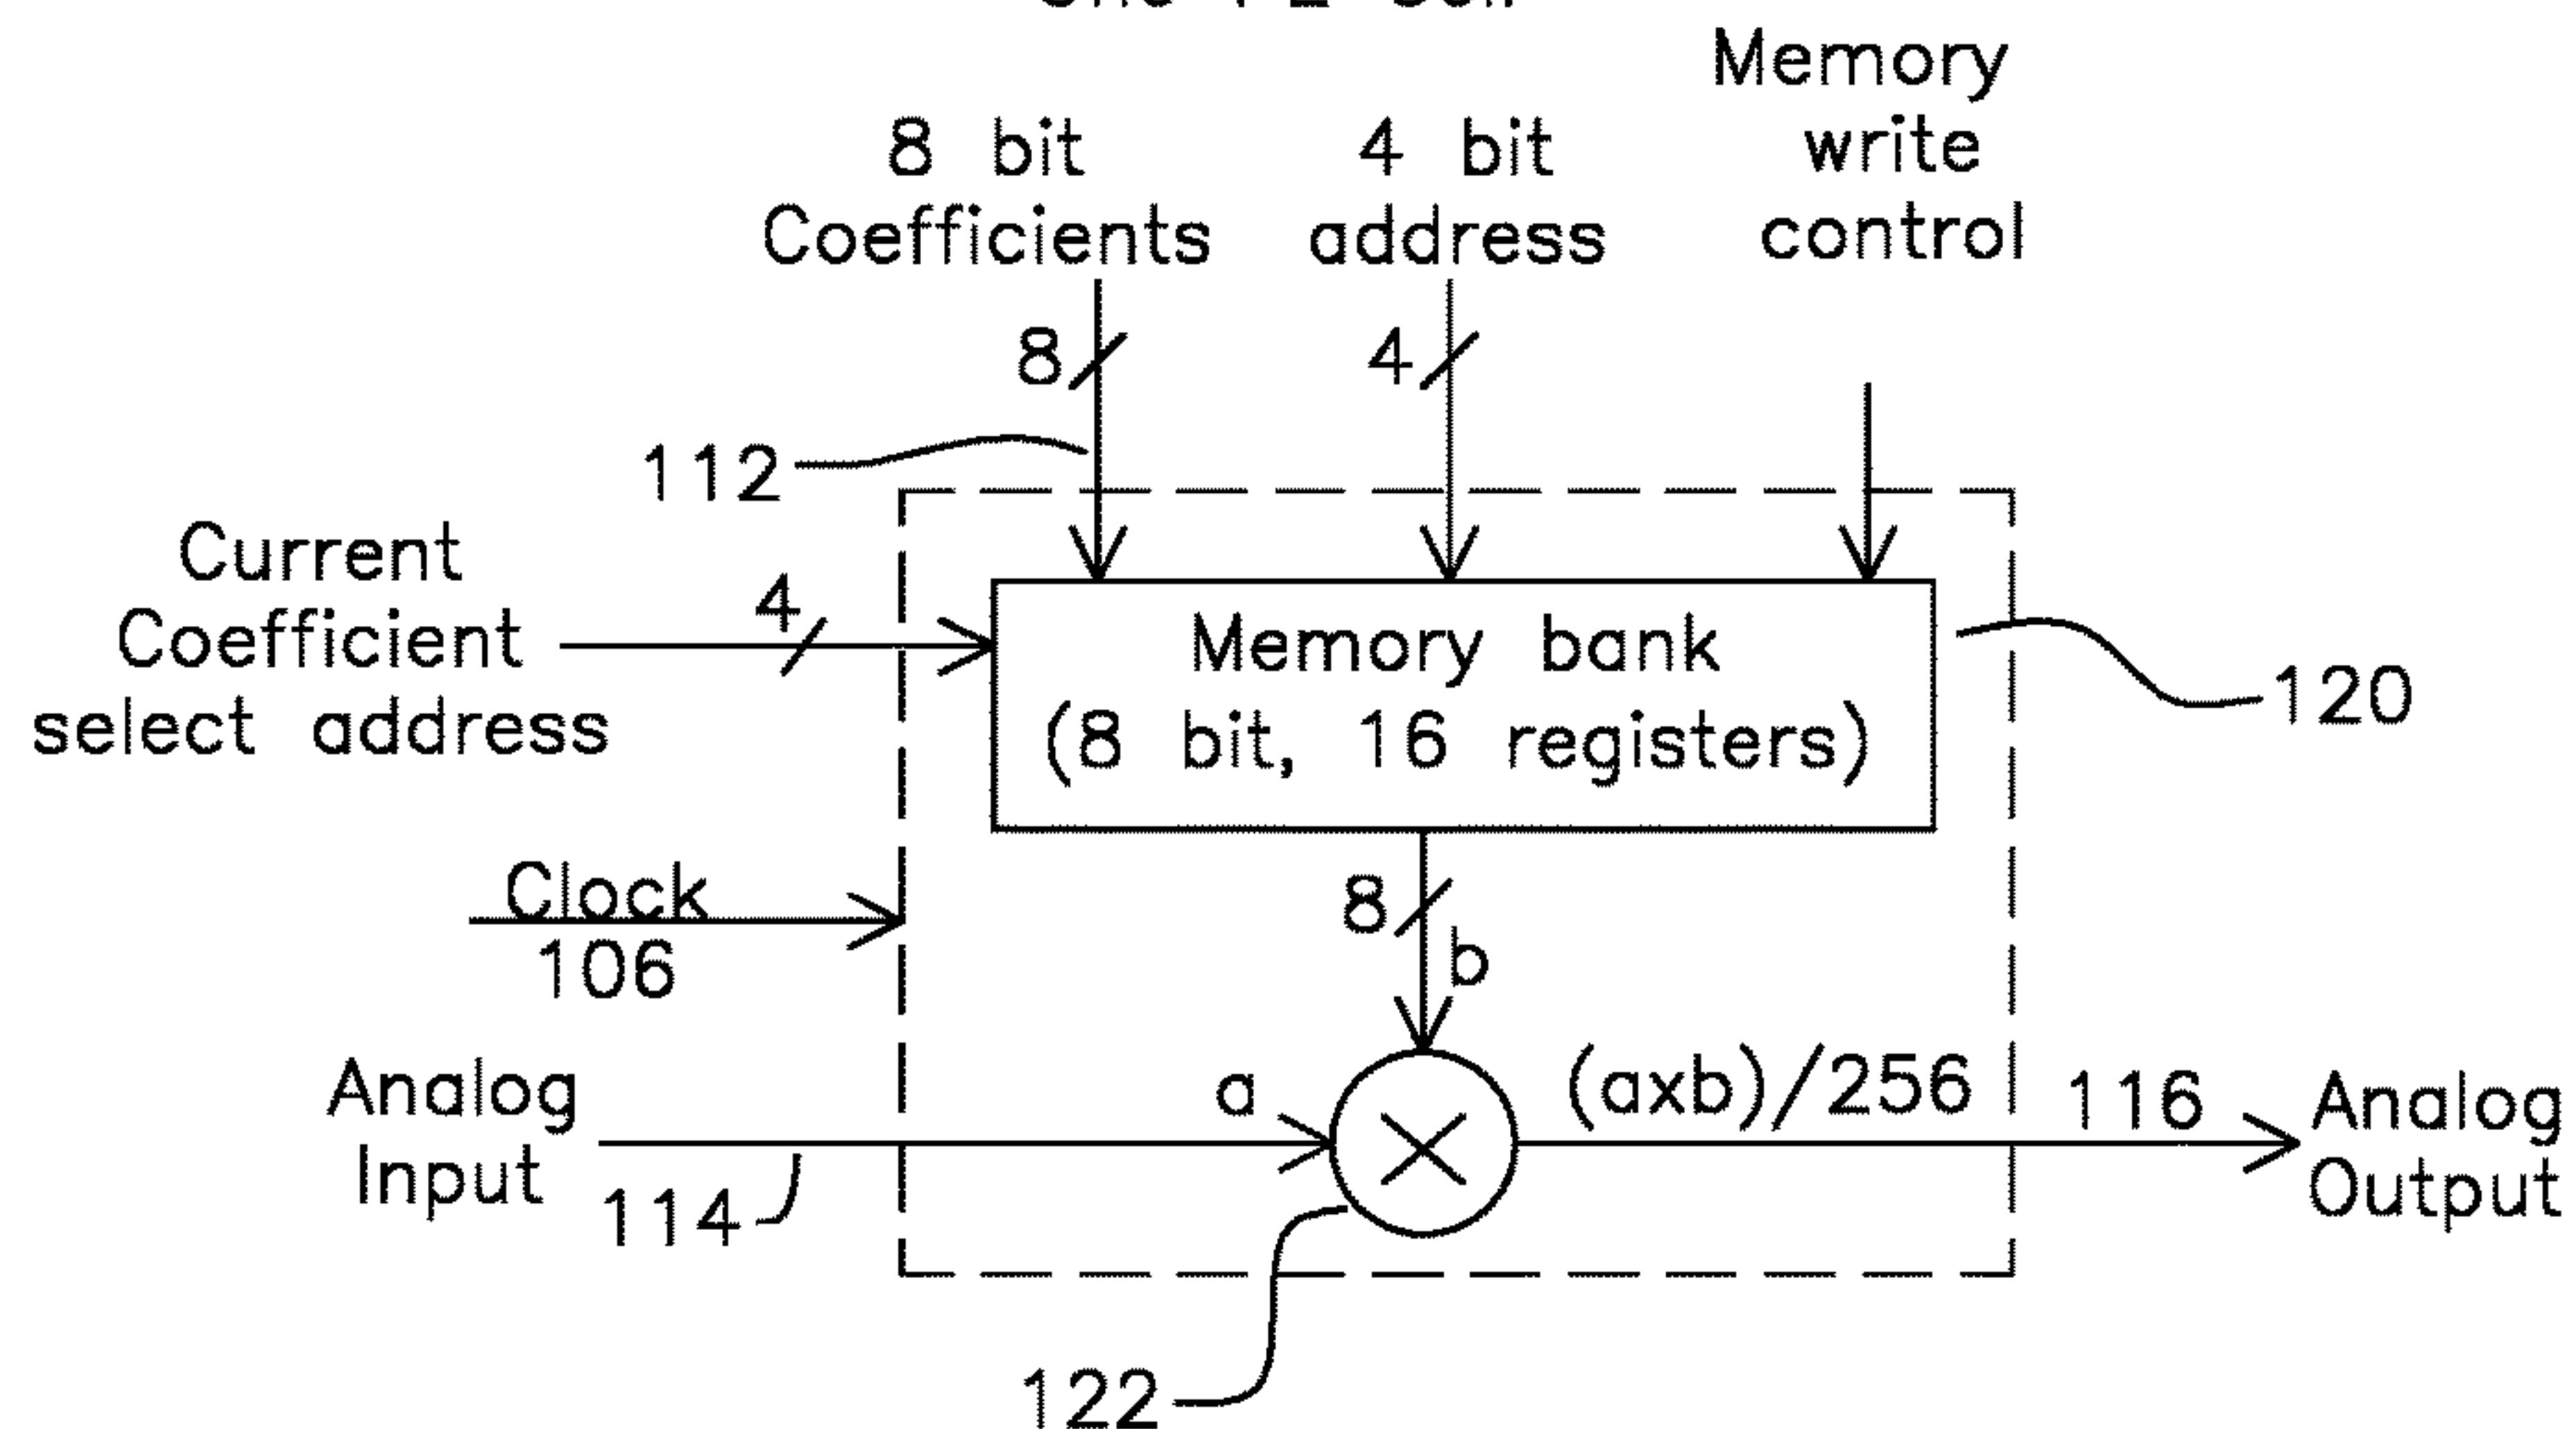 Memory
write
control
8 bit
Coefficients
4 bit
address
8
4
112
Current
Coefficient
select address
4
Memory bank
(8 bit, 16 registers)
120
Clock
106
8
b
Analog
Input
114
a
(axb)/256
116
Analog
Output
122